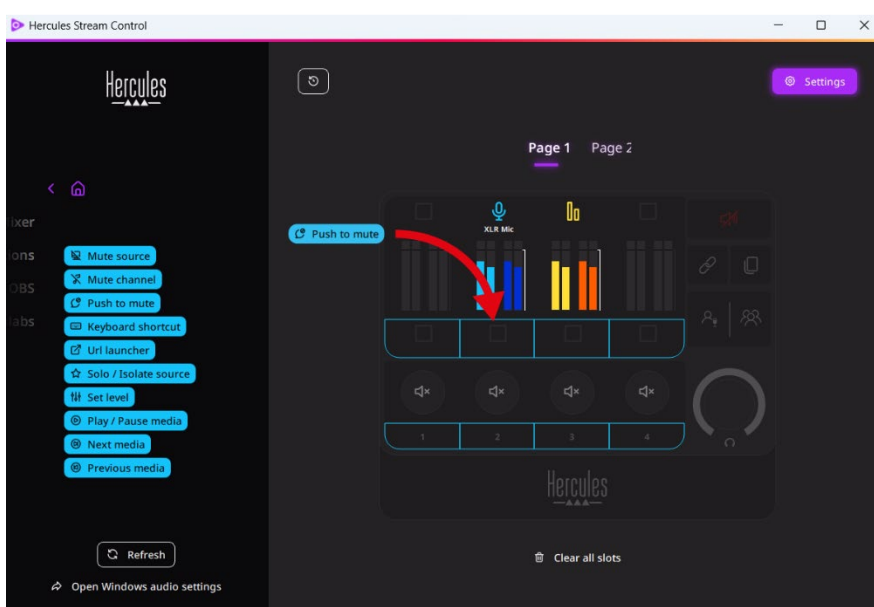 Hercules Stream Control
Hercules
Settings
Page 1
Page 2
ixer
ions
OBS
labs
Mute source
Mute channel
Push to mute
Keyboard shortcut
Url launcher
Solo / Isolate source
Set level
Play / Pause media
Next media
Previous media
Refresh
Open Windows audio settings
Push to mute
XLR Mic
1
2
3
4
Hercules
Clear all slots